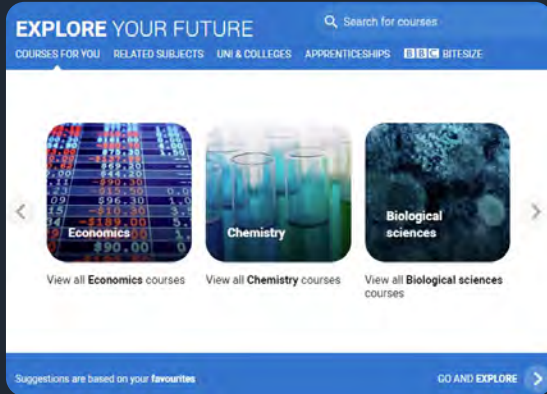 EXPLORE YOUR FUTURE
Search for courses
COURSES FOR YOU RELATED SUBJECTS UNI & COLLEGES APPRENTICESHIPS BBC BITESIZE
Economics
Chemistry
Biological
sciences
View all Economics courses
View all Chemistry courses
View all Biological sciences
courses
Suggestions are based on your favourites
GO AND EXPLORE